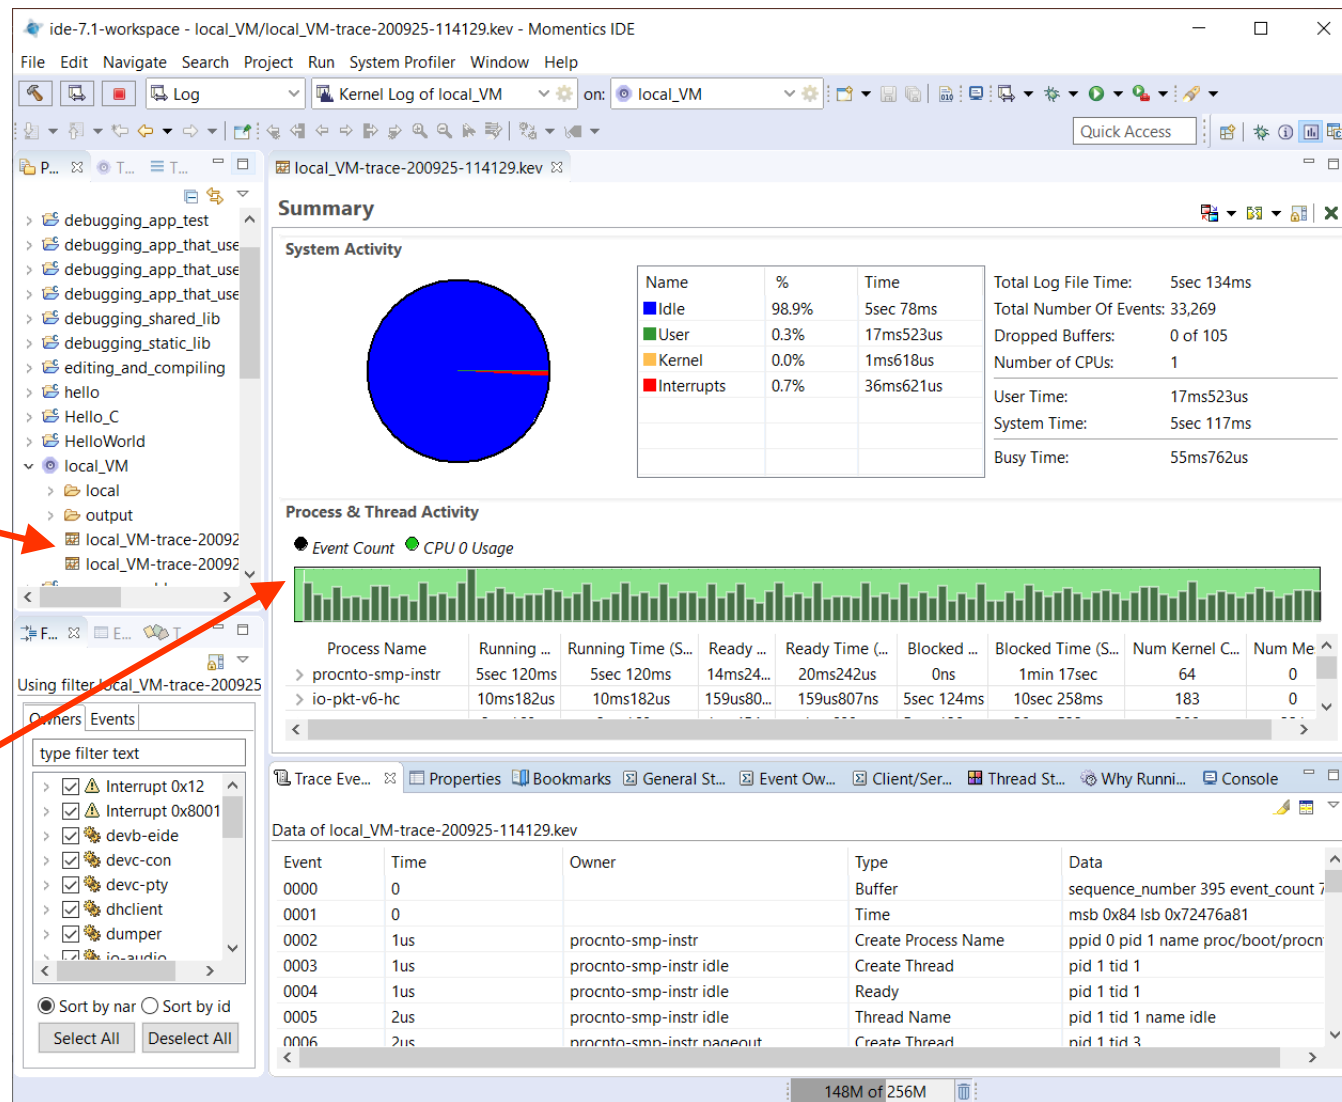 ide-7.1-workspace - local_VM/local_VM-trace-200925-114129.kev - Momentics IDE
File Edit Navigate Search Project Run System Profiler Window Help
Log Kernel Log of local_VM on: local_VM
Quick Access
P... T... T...
debugging_app_test
debugging_app_that_use
debugging_app_that_use
debugging_app_that_use
debugging_shared_lib
debugging_static_lib
editing_and_compiling
hello
Hello_C
HelloWorld
local_VM
local
output
local_VM-trace-20092
local_VM-trace-20092
F... E... T
Using filter local_VM-trace-200925
Owners Events
type filter text
Interrupt 0x12
Interrupt 0x8001
devb-eide
devc-con
devc-pty
dhclient
dumper
io-audio
Sort by nar Sort by id
Select All Deselect All
local_VM-trace-200925-114129.kev
Summary
System Activity
Name % Time
Idle 98.9% 5sec 78ms
User 0.3% 17ms523us
Kernel 0.0% 1ms618us
Interrupts 0.7% 36ms621us
Total Log File Time: 5sec 134ms
Total Number Of Events: 33,269
Dropped Buffers: 0 of 105
Number of CPUs: 1
User Time: 17ms523us
System Time: 5sec 117ms
Busy Time: 55ms762us
Process & Thread Activity
Event Count CPU 0 Usage
Process Name Running ... Running Time (S... Ready ... Ready Time (... Blocked ... Blocked Time (S... Num Kernel C... Num Me
procnto-smp-instr 5sec 120ms 5sec 120ms 14ms24... 20ms242us 0ns 1min 17sec 64 0
io-pkt-v6-hc 10ms182us 10ms182us 159us80... 159us807ns 5sec 124ms 10sec 258ms 183 0
Trace Eve... Properties Bookmarks General St... Event Ow... Client/Ser... Thread St... Why Runni... Console
Data of local_VM-trace-200925-114129.kev
Event Time Owner Type Data
0000 0 Buffer sequence_number 395 event_count 7
0001 0 Time msb 0x84 lsb 0x72476a81
0002 1us procnto-smp-instr Create Process Name ppid 0 pid 1 name proc/boot/procn
0003 1us procnto-smp-instr idle Create Thread pid 1 tid 1
0004 1us procnto-smp-instr idle Ready pid 1 tid 1
0005 2us procnto-smp-instr idle Thread Name pid 1 tid 1 name idle
0006 2us procnto-smp-instr pageout Create Thread pid 1 tid 3
148M of 256M